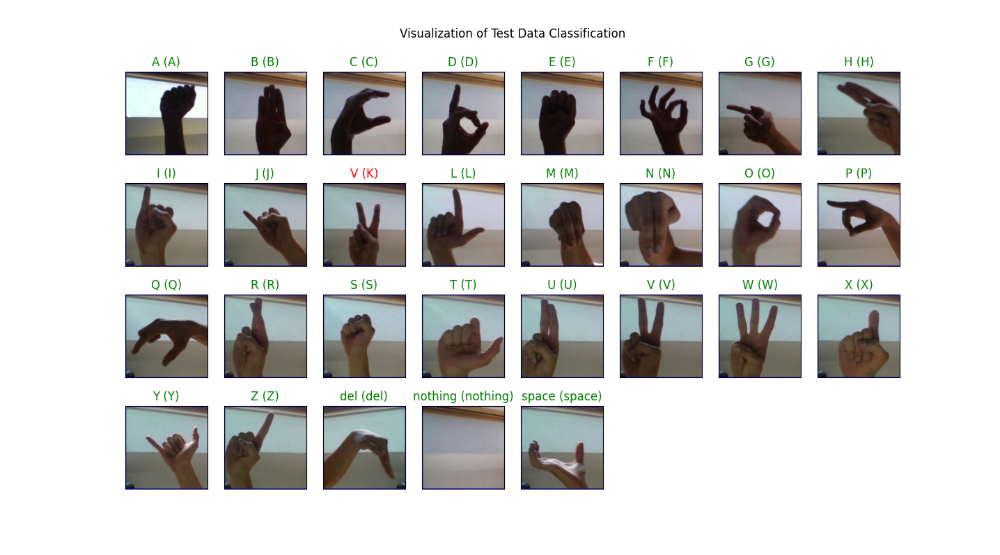 Visualization of Test Data Classification
A (A) B (B) C (C) D (D) E (E) F (F) G (G) H (H)
I (I) J (J) V (K) L (L) M (M) N (N) O (O) P (P)
Q (Q) R (R) S (S) T (T) U (U) V (V) W (W) X (X)
Y (Y) Z (Z) del (del) nothing (nothing) space (space)